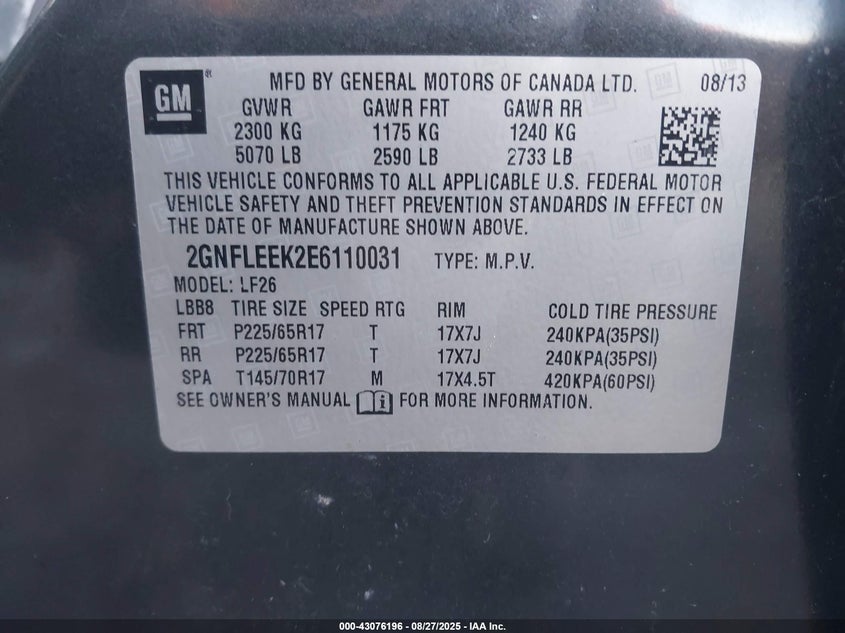 GM
® MFD BY GENERAL MOTORS OF CANADA LTD. 08/13
GVWR GAWR FRT GAWR RR
2300 KG 1175 KG 1240 KG
5070 LB 2590 LB 2733 LB
THIS VEHICLE CONFORMS TO ALL APPLICABLE U.S. FEDERAL MOTOR
VEHICLE SAFETY AND THEFT PREVENTION STANDARDS IN EFFECT ON
THE DATE OF MANUFACTURE SHOWN ABOVE.
2GNFLEEK2E6110031 TYPE: M.P.V.
MODEL: LF26
LBB8 TIRE SIZE SPEED RTG RIM COLD TIRE PRESSURE
FRT P225/65R17 T 17X7J 240KPA(35PSI)
RR P225/65R17 T 17X7J 240KPA(35PSI)
SPA T145/70R17 M 17X4.5T 420KPA(60PSI)
SEE OWNER'S MANUAL i FOR MORE INFORMATION.
000-43076196 - 08/27/2025 - IAA Inc.